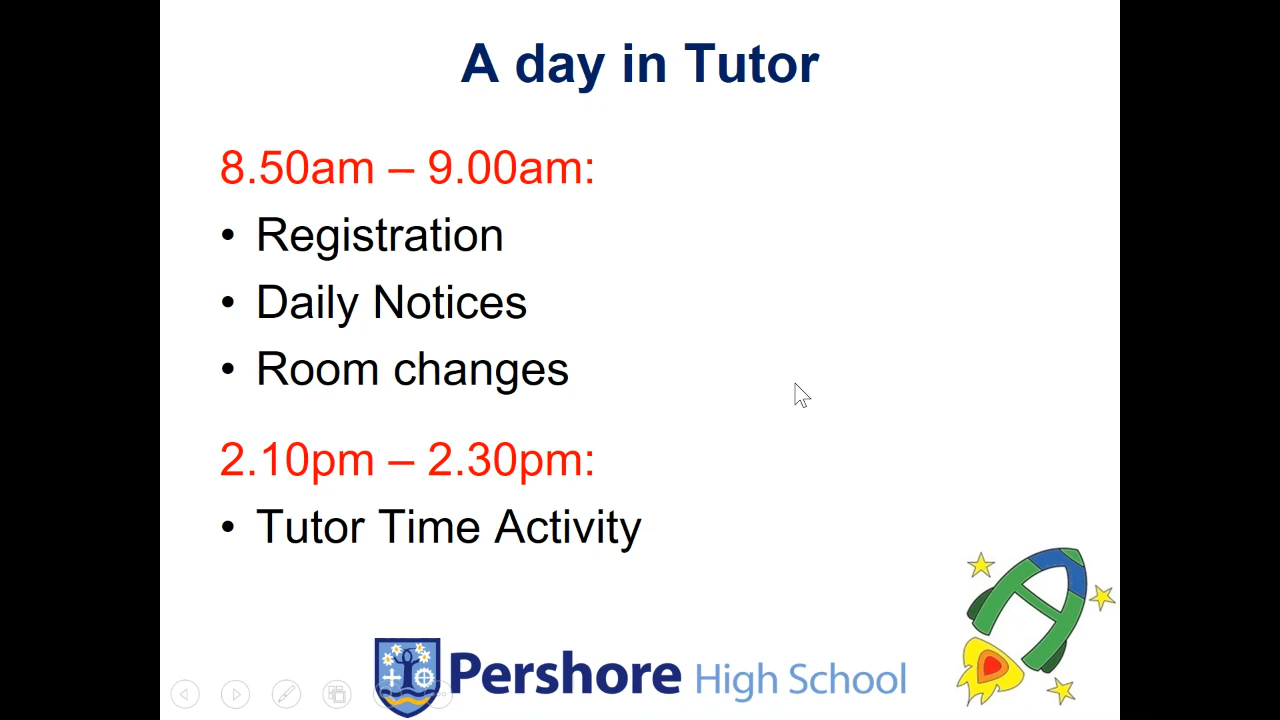 A day in Tutor
8.50am – 9.00am:
• Registration
• Daily Notices
• Room changes
2.10pm – 2.30pm:
• Tutor Time Activity
Pershore High School